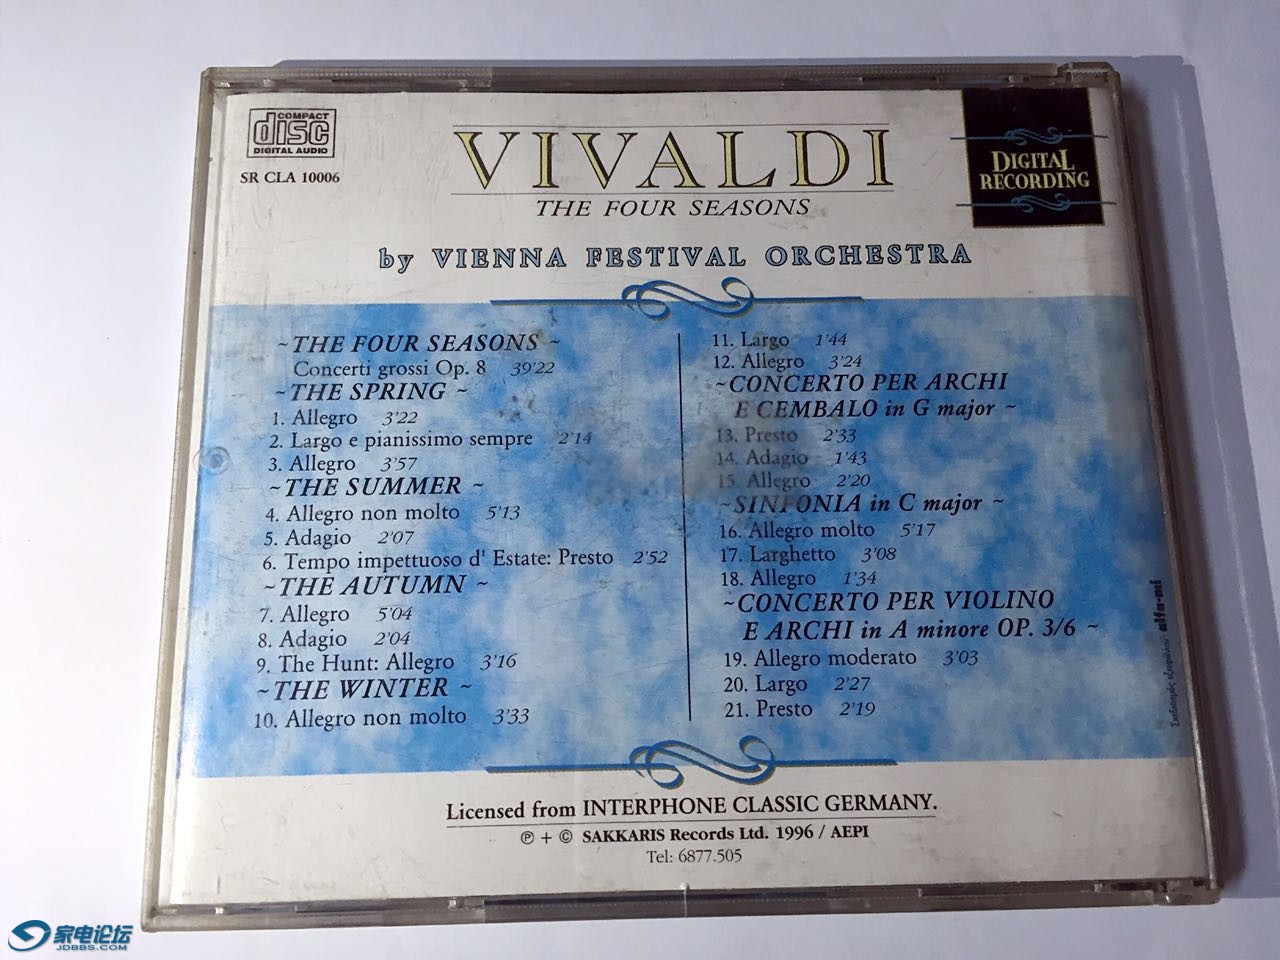 COMPACT
disc
DIGITAL AUDIO
SR CLA 10006
VIVALDI
THE FOUR SEASONS
DIGITAL
RECORDING
by VIENNA FESTIVAL ORCHESTRA
~THE FOUR SEASONS ~
Concerti grossi Op. 8 39'22
~THE SPRING ~
1. Allegro 3'22
2. Largo e pianissimo sempre 2'14
3. Allegro 3'57
~THE SUMMER ~
4. Allegro non molto 5'13
5. Adagio 2'07
6. Tempo impettuoso d' Estate: Presto 2'52
~THE AUTUMN ~
7. Allegro 5'04
8. Adagio 2'04
9. The Hunt: Allegro 3'16
~THE WINTER ~
10. Allegro non molto 3'33
11. Largo 1'44
12. Allegro 3'24
~CONCERTO PER ARCHI
E CEMBALO in G major ~
13. Presto 2'33
14. Adagio 1'43
15. Allegro 2'20
~SINFONIA in C major ~
16. Allegro molto 5'17
17. Larghetto 3'08
18. Allegro 1'34
~CONCERTO PER VIOLINO
E ARCHI in A minore OP. 3/6 ~
19. Allegro moderato 3'03
20. Largo 2'27
21. Presto 2'19
alfa-mi
Licensed from INTERPHONE CLASSIC GERMANY.
℗ + © SAKKARIS Records Ltd. 1996 / AEPI
Tel: 6877.505
家电论坛
JDBBS.COM